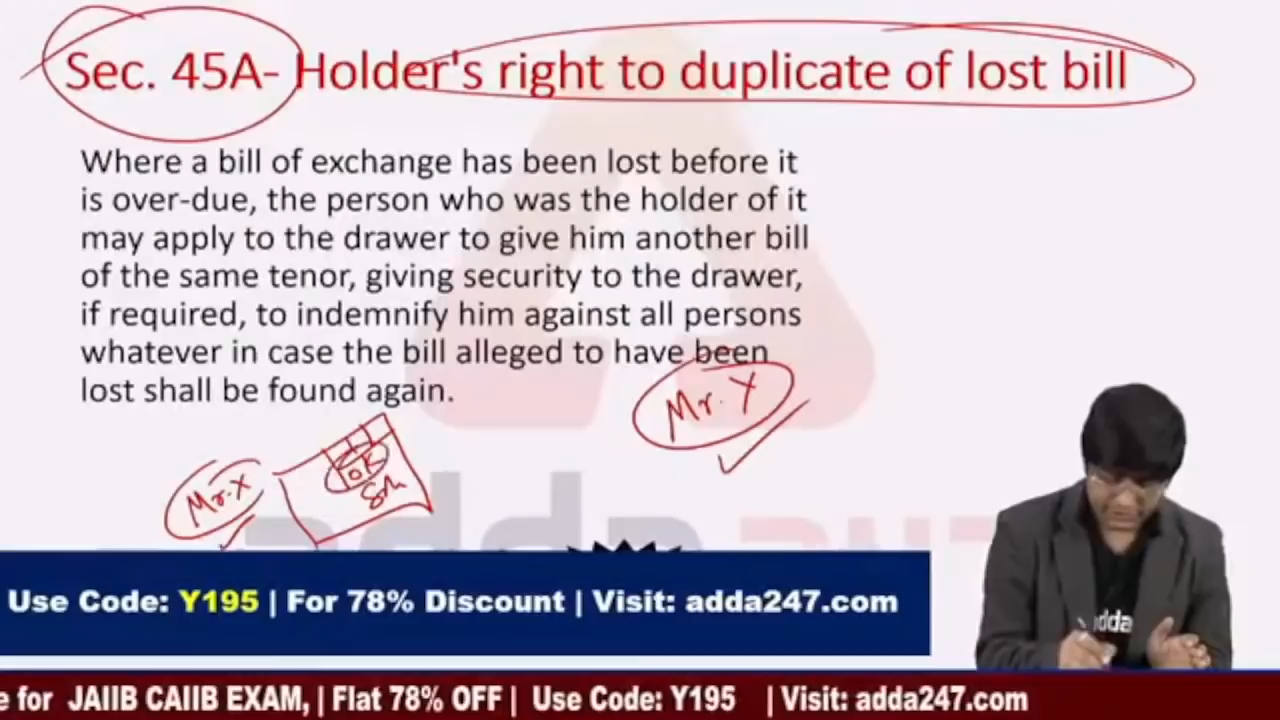 Sec. 45A- Holder's right to duplicate of lost bill
Where a bill of exchange has been lost before it
is over-due, the person who was the holder of it
may apply to the drawer to give him another bill
of the same tenor, giving security to the drawer,
if required, to indemnify him against all persons
whatever in case the bill alleged to have been
lost shall be found again.
Mr. Y
Mr. X
10K
adda247
Use Code: Y195 | For 78% Discount | Visit: adda247.com
adda
e for JAIIB CAIIB EXAM, | Flat 78% OFF | Use Code: Y195 | Visit: adda247.com